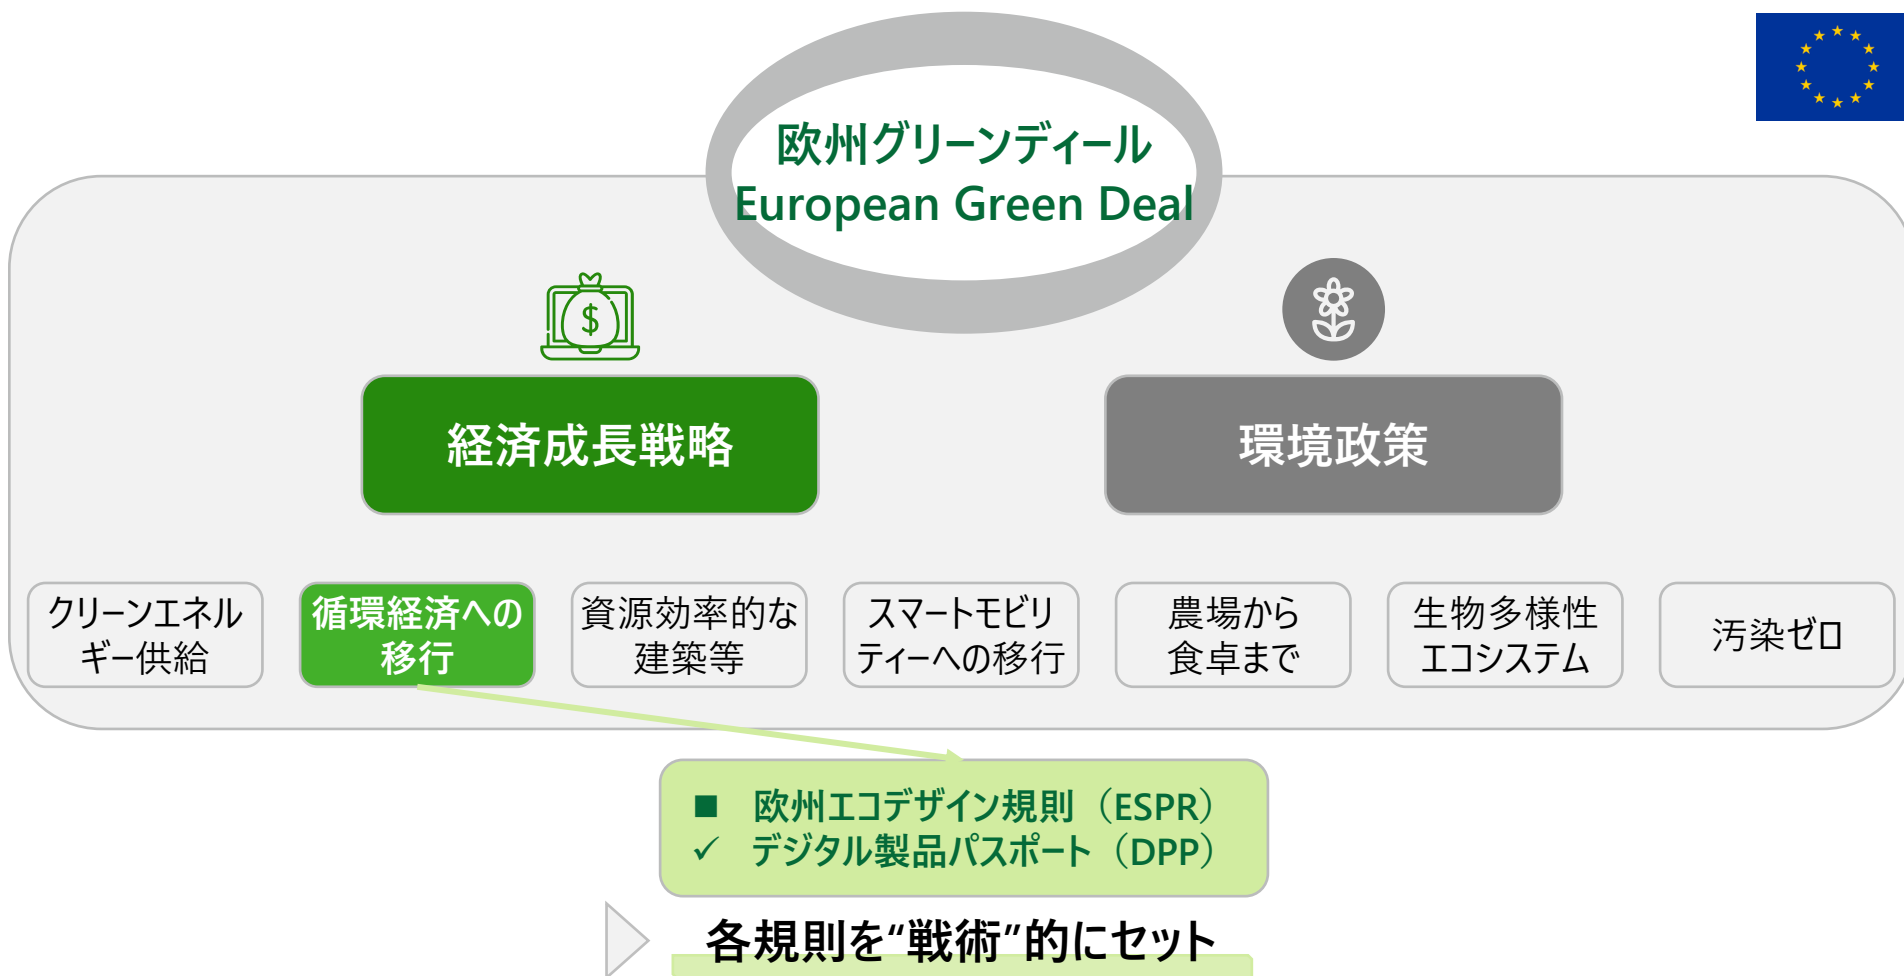 欧州グリーンディール
European Green Deal
$
経済成長戦略
環境政策
クリーンエネル
ギー供給
循環経済への
移行
資源効率的な
建築等
スマートモビリ
ティーへの移行
農場から
食卓まで
生物多様性
エコシステム
汚染ゼロ
■ 欧州エコデザイン規則（ESPR）
✓ デジタル製品パスポート（DPP）
各規則を“戦術”的にセット